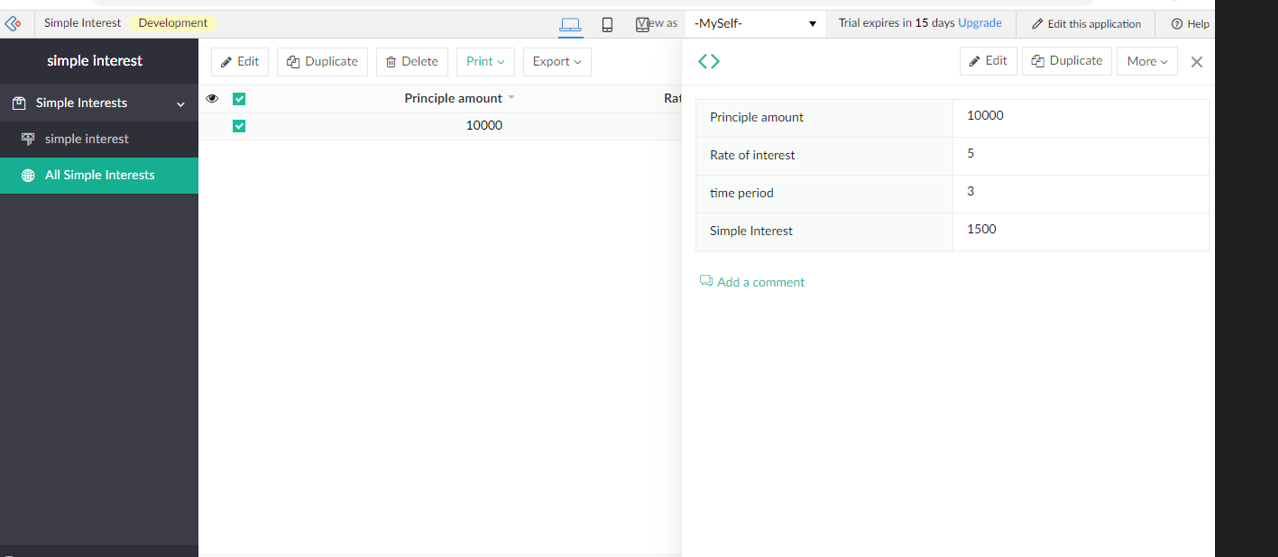 Simple Interest Development View as -MySelf- Trial expires in 15 days Upgrade Edit this application Help
simple interest
Simple Interests
simple interest
All Simple Interests
Edit Duplicate Delete Print Export
Principle amount Rat
10000
Edit Duplicate More
Principle amount 10000
Rate of interest 5
time period 3
Simple Interest 1500
Add a comment